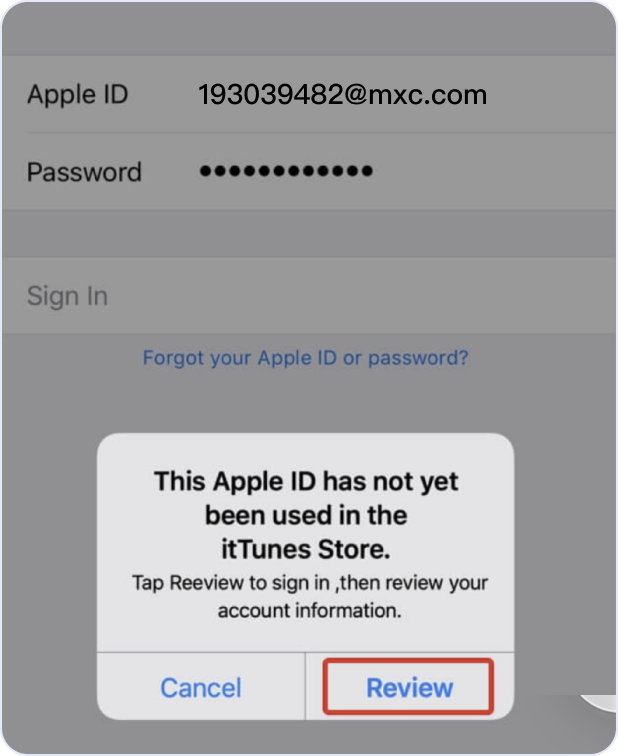 Apple ID 193039482@mxc.com
Password ••••••••••••
Sign In
Forgot your Apple ID or password?
This Apple ID has not yet
been used in the
itTunes Store.
Tap Reeview to sign in ,then review your
account information.
Cancel Review